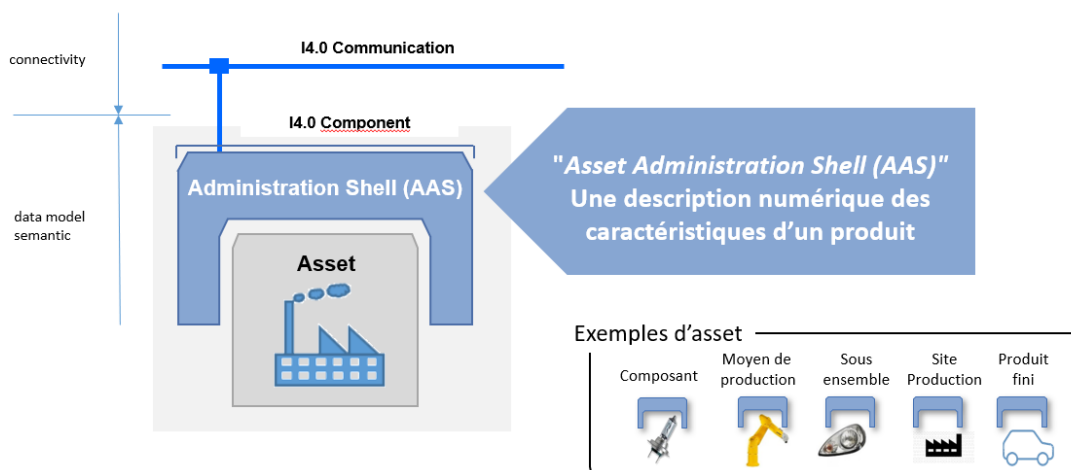 I4.0 Communication
connectivity
I4.0 Component
"Asset Administration Shell (AAS)"
Une description numérique des
caractéristiques d’un produit
Administration Shell (AAS)
data model
semantic
Asset
Exemples d’asset
Composant
Moyen de
production
Sous
ensemble
Site
Production
Produit
fini